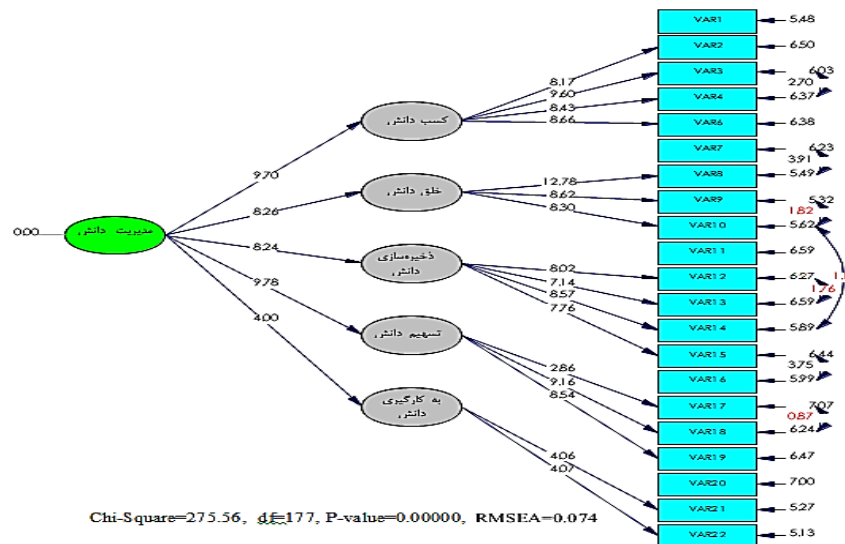 VAR1
5.48
VAR2
6.50
VAR3
6.03
2.70
VAR4
6.37
VAR6
6.38
VAR7
6.23
3.91
VAR8
5.49
VAR9
5.32
1.82
VAR10
5.62
VAR11
6.59
VAR12
6.27
1.76
VAR13
6.59
VAR14
5.89
VAR15
6.44
3.75
VAR16
5.99
VAR17
7.07
0.87
VAR18
6.24
VAR19
6.47
VAR20
7.00
VAR21
5.27
VAR22
5.13
8.17
9.60
8.43
8.66
کسب دانش
12.78
8.62
8.30
خلق دانش
8.02
7.14
8.57
7.76
ذخیره‌سازی
دانش
2.86
9.16
8.54
تسهیم دانش
4.06
4.07
به کارگیری
دانش
9.70
8.26
8.24
9.78
4.00
0.00
مدیریت دانش
Chi-Square=275.56, df=177, P-value=0.00000, RMSEA=0.074